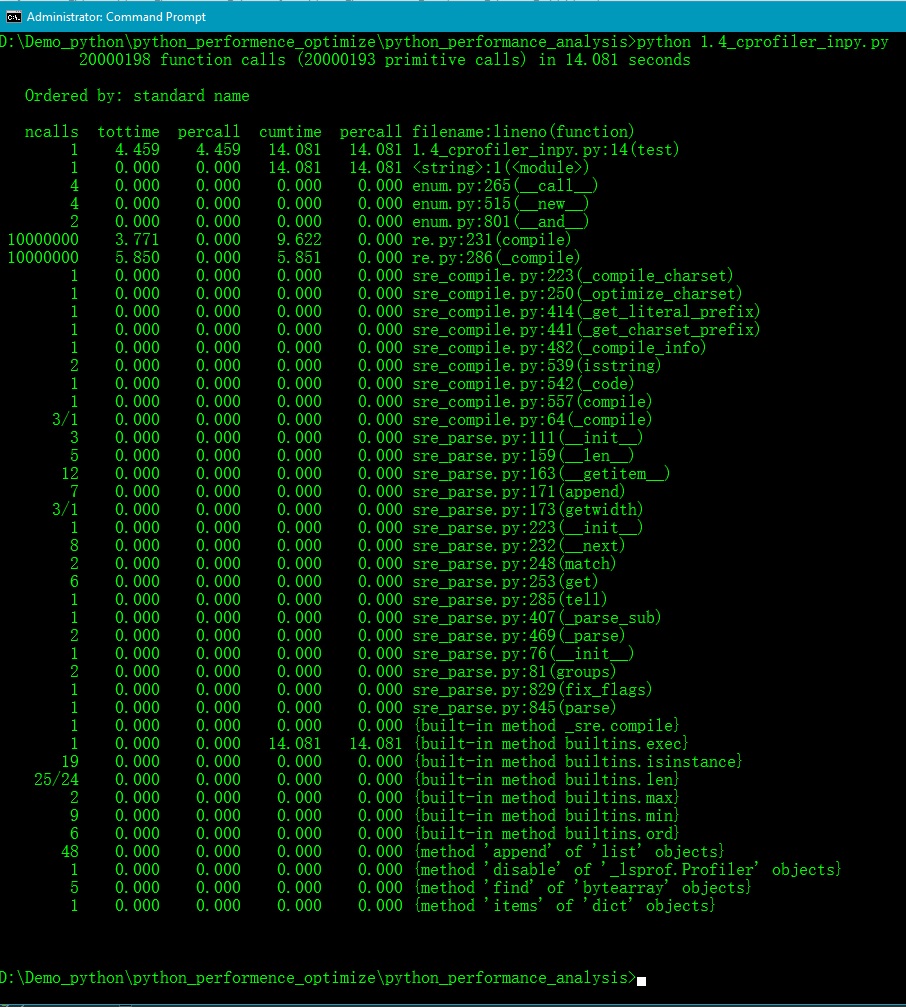 Administrator: Command Prompt
D:\Demo_python\python_performence_optimize\python_performance_analysis>python 1.4_cprofiler_inpy.py
         20000198 function calls (20000193 primitive calls) in 14.081 seconds
   Ordered by: standard name
   ncalls  tottime  percall  cumtime  percall filename:lineno(function)
        1    4.459    4.459   14.081   14.081 1.4_cprofiler_inpy.py:14(test)
        1    0.000    0.000   14.081   14.081 <string>:1(<module>)
        4    0.000    0.000    0.000    0.000 enum.py:265(__call__)
        4    0.000    0.000    0.000    0.000 enum.py:515(__new__)
        2    0.000    0.000    0.000    0.000 enum.py:801(__and__)
 10000000    3.771    0.000    9.622    0.000 re.py:231(compile)
 10000000    5.850    0.000    5.851    0.000 re.py:286(_compile)
        1    0.000    0.000    0.000    0.000 sre_compile.py:223(_compile_charset)
        1    0.000    0.000    0.000    0.000 sre_compile.py:250(_optimize_charset)
        1    0.000    0.000    0.000    0.000 sre_compile.py:414(_get_literal_prefix)
        1    0.000    0.000    0.000    0.000 sre_compile.py:441(_get_charset_prefix)
        1    0.000    0.000    0.000    0.000 sre_compile.py:482(_compile_info)
        2    0.000    0.000    0.000    0.000 sre_compile.py:539(isstring)
        1    0.000    0.000    0.000    0.000 sre_compile.py:542(_code)
        1    0.000    0.000    0.000    0.000 sre_compile.py:557(compile)
      3/1    0.000    0.000    0.000    0.000 sre_compile.py:64(_compile)
        3    0.000    0.000    0.000    0.000 sre_parse.py:111(__init__)
        5    0.000    0.000    0.000    0.000 sre_parse.py:159(__len__)
       12    0.000    0.000    0.000    0.000 sre_parse.py:163(__getitem__)
        7    0.000    0.000    0.000    0.000 sre_parse.py:171(append)
      3/1    0.000    0.000    0.000    0.000 sre_parse.py:173(getwidth)
        1    0.000    0.000    0.000    0.000 sre_parse.py:223(__init__)
        8    0.000    0.000    0.000    0.000 sre_parse.py:232(__next)
        2    0.000    0.000    0.000    0.000 sre_parse.py:248(match)
        6    0.000    0.000    0.000    0.000 sre_parse.py:253(get)
        1    0.000    0.000    0.000    0.000 sre_parse.py:285(tell)
        1    0.000    0.000    0.000    0.000 sre_parse.py:407(_parse_sub)
        2    0.000    0.000    0.000    0.000 sre_parse.py:469(_parse)
        1    0.000    0.000    0.000    0.000 sre_parse.py:76(__init__)
        2    0.000    0.000    0.000    0.000 sre_parse.py:81(groups)
        1    0.000    0.000    0.000    0.000 sre_parse.py:829(fix_flags)
        1    0.000    0.000    0.000    0.000 sre_parse.py:845(parse)
        1    0.000    0.000    0.000    0.000 {built-in method _sre.compile}
        1    0.000    0.000   14.081   14.081 {built-in method builtins.exec}
       19    0.000    0.000    0.000    0.000 {built-in method builtins.isinstance}
    25/24    0.000    0.000    0.000    0.000 {built-in method builtins.len}
        2    0.000    0.000    0.000    0.000 {built-in method builtins.max}
        9    0.000    0.000    0.000    0.000 {built-in method builtins.min}
        6    0.000    0.000    0.000    0.000 {built-in method builtins.ord}
       48    0.000    0.000    0.000    0.000 {method 'append' of 'list' objects}
        1    0.000    0.000    0.000    0.000 {method 'disable' of '_lsprof.Profiler' objects}
        5    0.000    0.000    0.000    0.000 {method 'find' of 'bytearray' objects}
        1    0.000    0.000    0.000    0.000 {method 'items' of 'dict' objects}
D:\Demo_python\python_performence_optimize\python_performance_analysis>